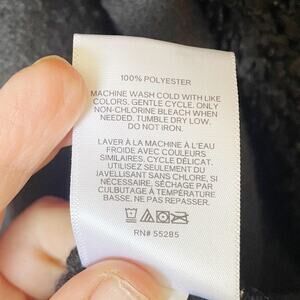 100% POLYESTER
MACHINE WASH COLD WITH LIKE
COLORS. GENTLE CYCLE. ONLY
NON-CHLORINE BLEACH WHEN
NEEDED. TUMBLE DRY LOW.
DO NOT IRON.
LAVER À LA MACHINE À L'EAU
FROIDE AVEC COULEURS
SIMILAIRES, CYCLE DÉLICAT.
UTILISEZ SEULEMENT DU
JAVELLISANT SANS CHLORE, SI
NÉCESSAIRE, SÉCHAGE PAR
CULBUTAGE À TEMPÉRATURE
BASSE. NE PAS REPASSER.
RN# 55285